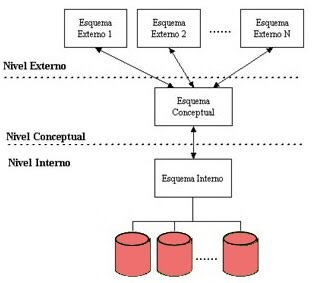 Esquema
Externo 1
Esquema
Externo 2
......
Esquema
Externo N
Nivel Externo
Esquema
Conceptual
Nivel Conceptual
Nivel Interno
Esquema Interno
......